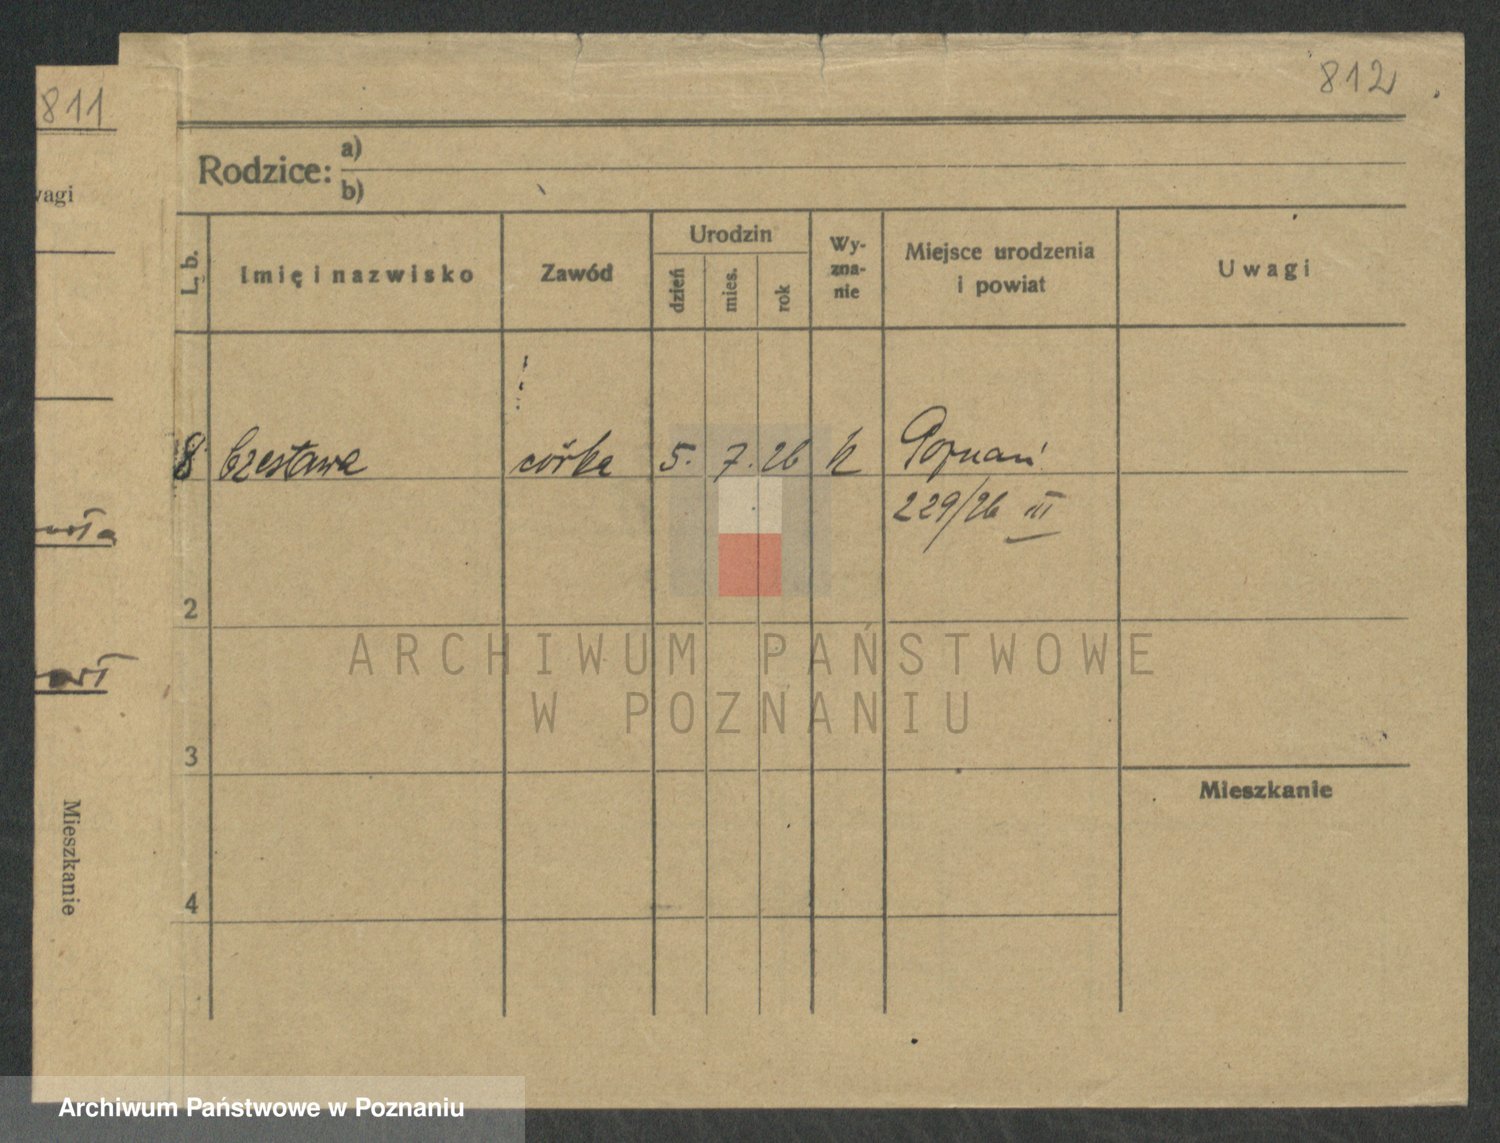 811
812
wagi
Rodzice:
a)
b)
L. b.
Imię i nazwisko
Zawód
Urodzin
dzień
mies.
rok
Wy-
zna-
nie
Miejsce urodzenia
i powiat
Uwagi
8 Czesława córka 5. 7. 26 k Poznań
229/26 III
2
3
4
Mieszkanie
Mieszkanie
ARCHIWUM PAŃSTWOWE
W POZNANIU
Archiwum Państwowe w Poznaniu